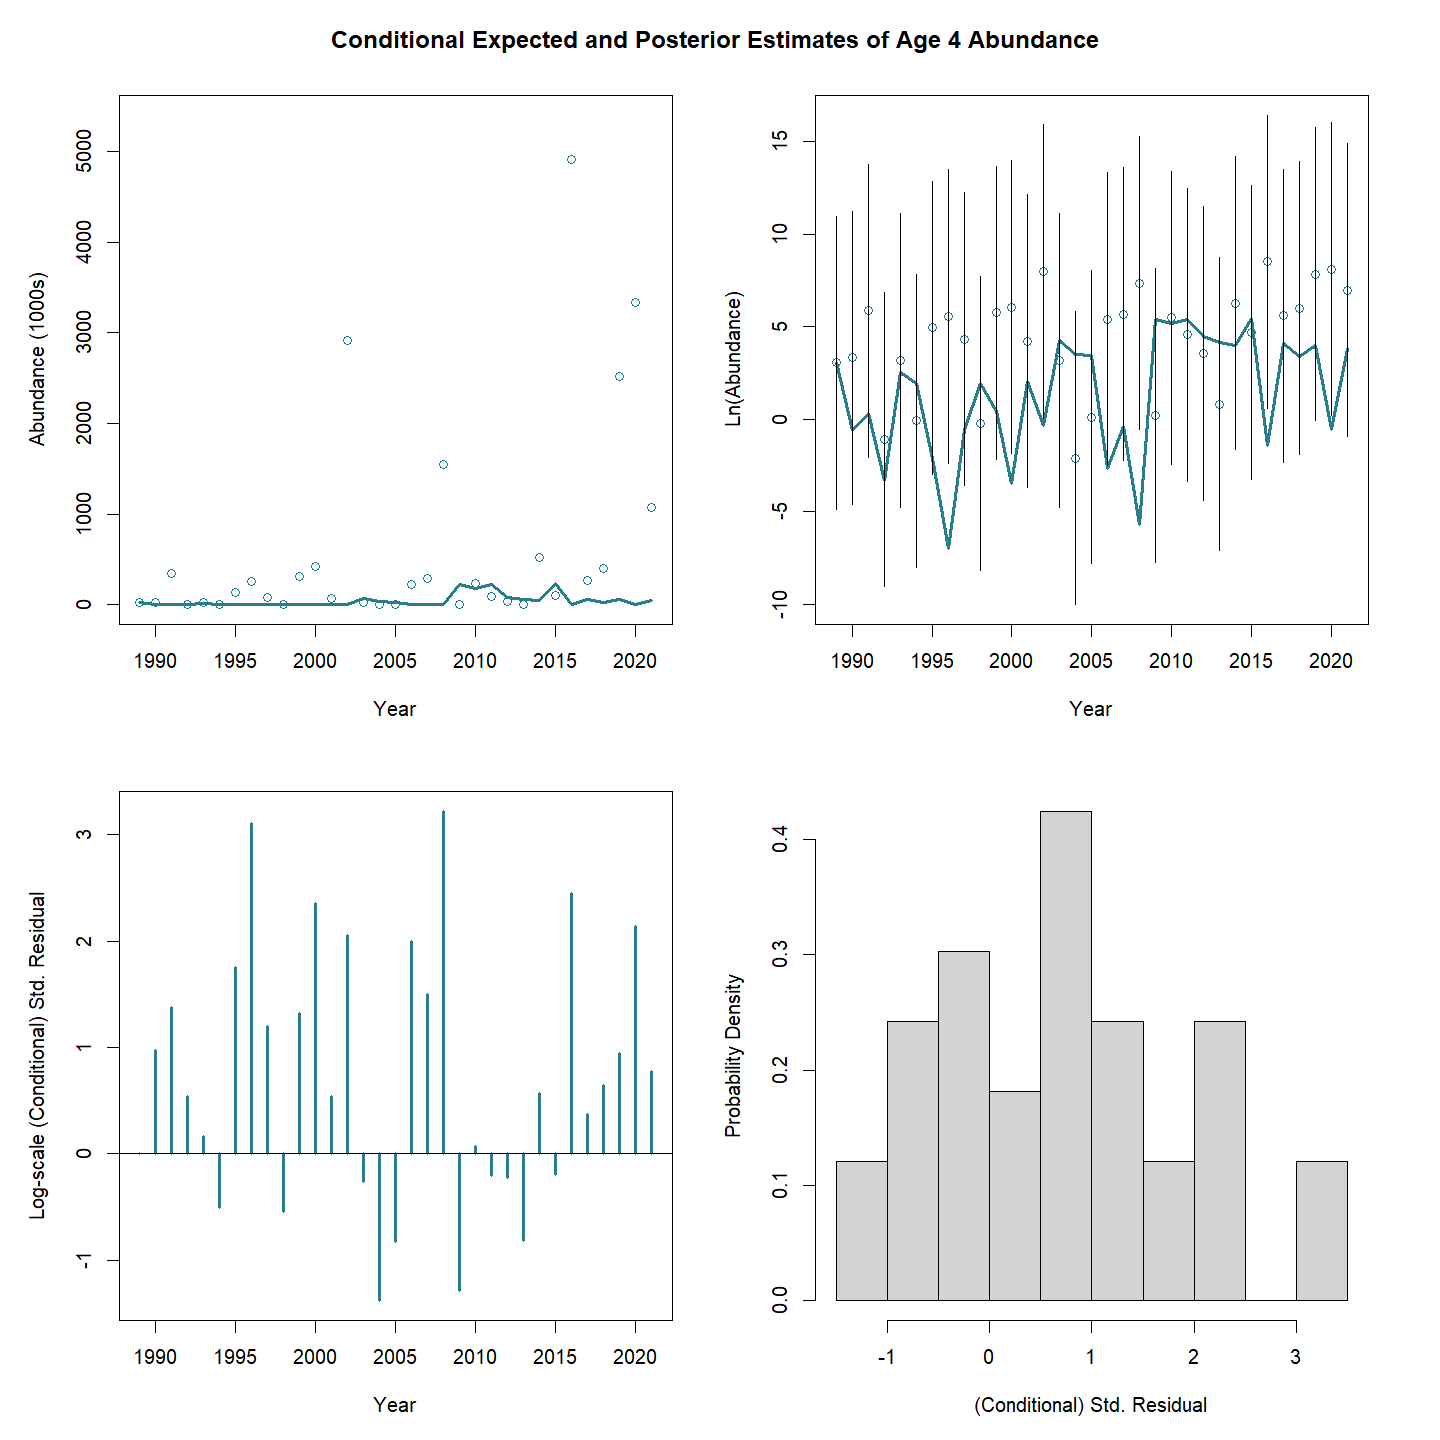 Conditional Expected and Posterior Estimates of Age 4 Abundance
Abundance (1000s)
5000
4000
3000
2000
1000
0
1990 1995 2000 2005 2010 2015 2020
Year
Ln(Abundance)
15
10
5
0
-5
-10
1990 1995 2000 2005 2010 2015 2020
Year
Log-scale (Conditional) Std. Residual
3
2
1
0
-1
1990 1995 2000 2005 2010 2015 2020
Year
Probability Density
0.4
0.3
0.2
0.1
0.0
-1 0 1 2 3
(Conditional) Std. Residual